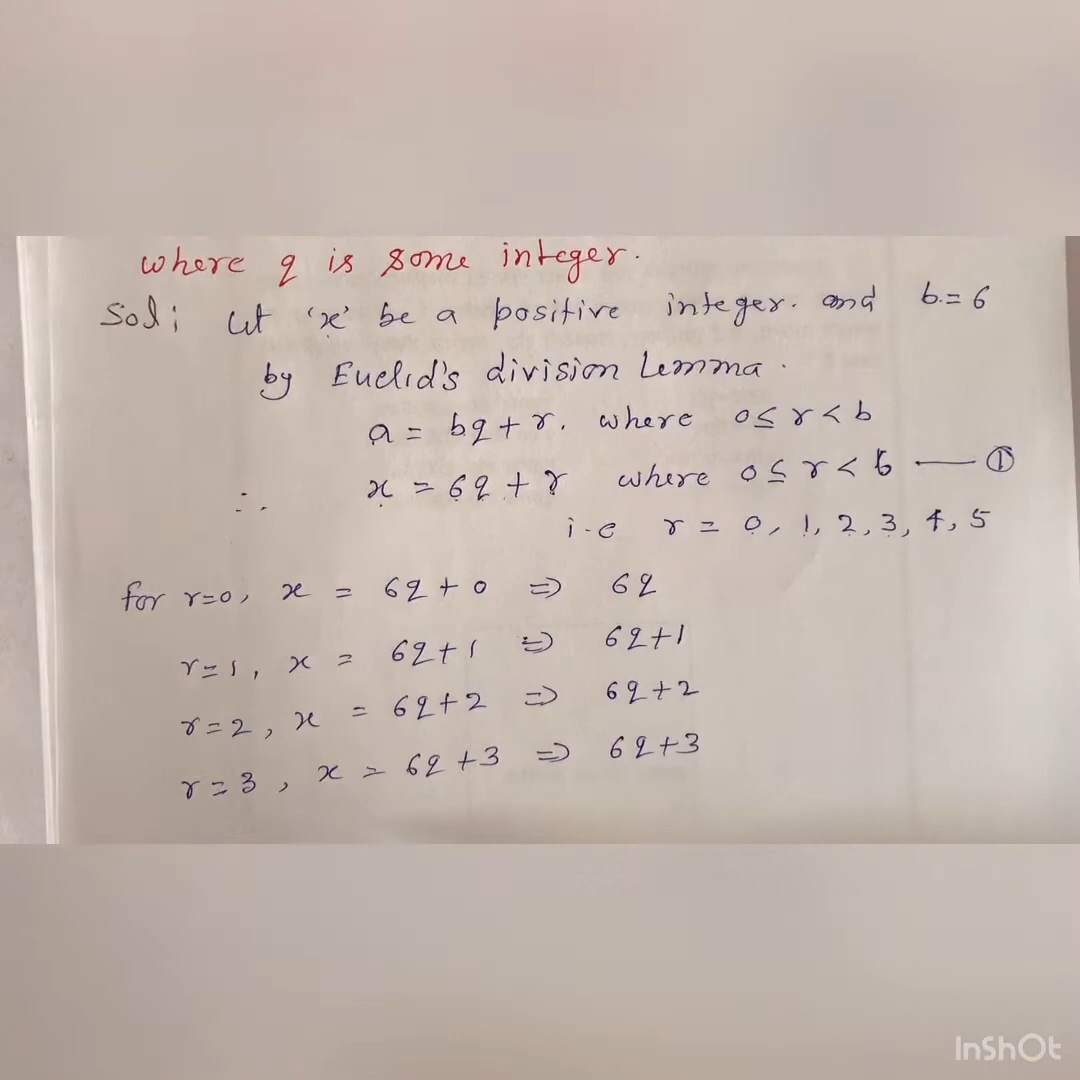 where q is some integer.
Sol; let 'x' be a positive integer. and b = 6
by Euclid's division Lemma.
a = bq + r. where 0 ≤ r < b
∴ x = 6q + r where 0 ≤ r < 6 — ①
i.e r = 0, 1, 2, 3, 4, 5
for r=0, x = 6q + 0 ⇒ 6q
r=1, x = 6q+1 ⇒ 6q+1
r=2, x = 6q+2 ⇒ 6q+2
r=3, x = 6q+3 ⇒ 6q+3
InShOt